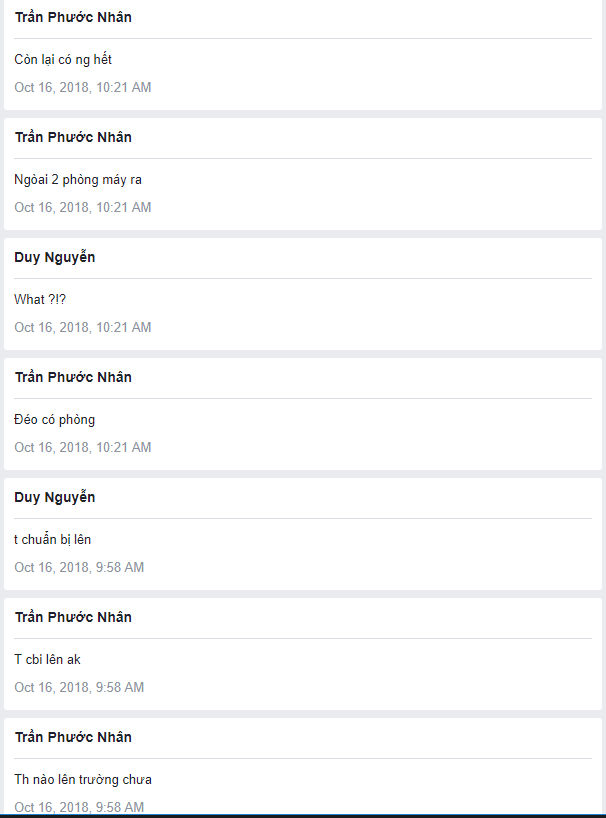 Trần Phước Nhân
Còn lại có ng hết
Oct 16, 2018, 10:21 AM
Trần Phước Nhân
Ngòai 2 phòng máy ra
Oct 16, 2018, 10:21 AM
Duy Nguyễn
What ?!?
Oct 16, 2018, 10:21 AM
Trần Phước Nhân
Đéo có phòng
Oct 16, 2018, 10:21 AM
Duy Nguyễn
t chuẩn bị lên
Oct 16, 2018, 9:58 AM
Trần Phước Nhân
T cbi lên ak
Oct 16, 2018, 9:58 AM
Trần Phước Nhân
Th nào lên trường chưa
Oct 16, 2018, 9:58 AM